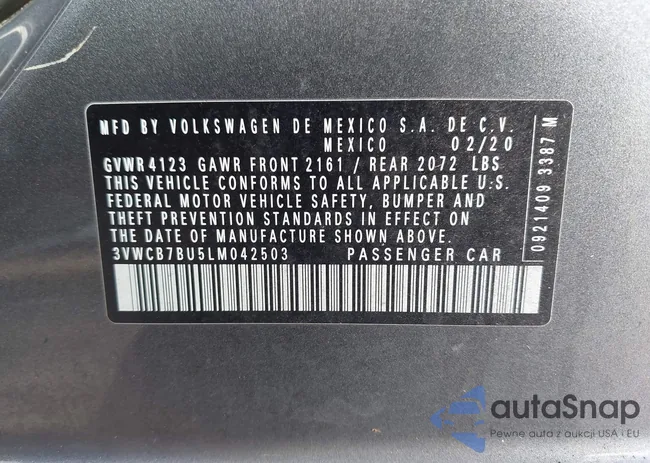 MFD BY VOLKSWAGEN DE MEXICO S.A. DE C.V.
MEXICO 02/20
GVWR 4123 GAWR FRONT 2161 / REAR 2072 LBS
THIS VEHICLE CONFORMS TO ALL APPLICABLE U.S.
FEDERAL MOTOR VEHICLE SAFETY, BUMPER AND
THEFT PREVENTION STANDARDS IN EFFECT ON
THE DATE OF MANUFACTURE SHOWN ABOVE.
3VWCB7BU5LM042503 PASSENGER CAR
0921409 3387 M
autoSnap
Pewne auta z aukcji USA i EU